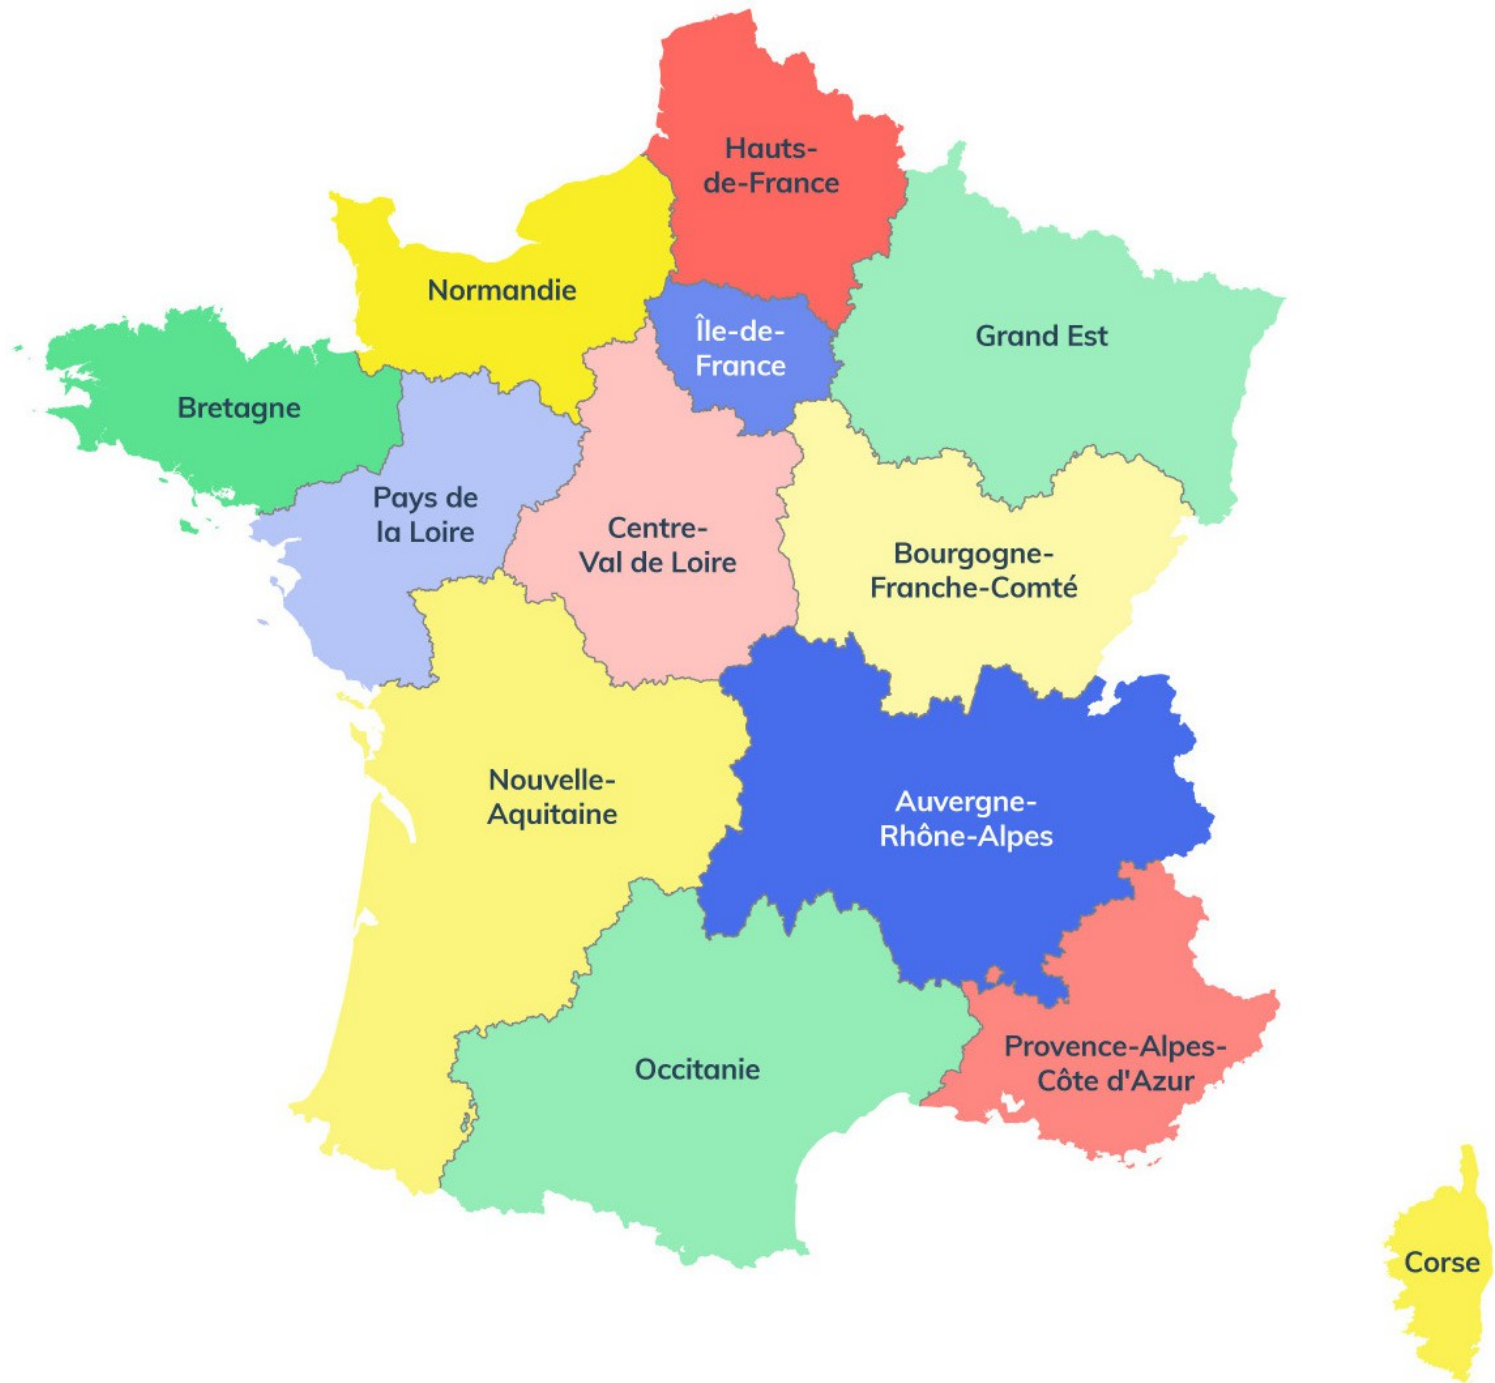 Hauts-
de-France
Normandie
Île-de-
France
Grand Est
Bretagne
Pays de
la Loire
Centre-
Val de Loire
Bourgogne-
Franche-Comté
Nouvelle-
Aquitaine
Auvergne-
Rhône-Alpes
Occitanie
Provence-Alpes-
Côte d'Azur
Corse